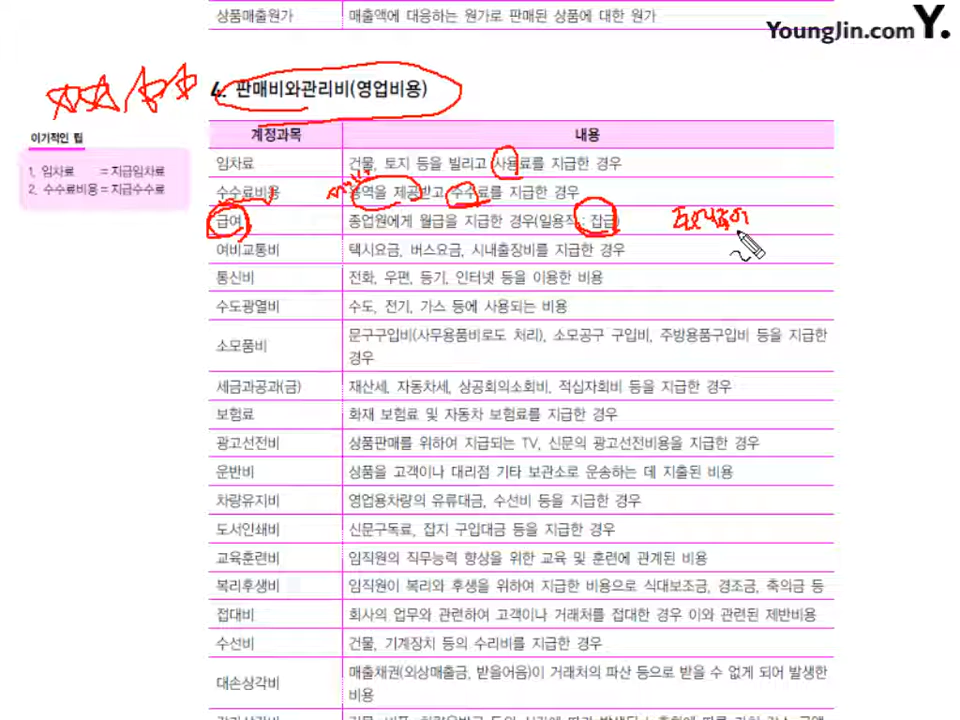 상품매출원가 매출액에 대응하는 원가로 판매된 상품에 대한 원가
YoungJin.com Y.
4. 판매비와관리비(영업비용)
이기적인 팁
1. 임차료 = 지급임차료
2. 수수료비용 = 지급수수료
계정과목 내용
임차료 건물, 토지 등을 빌리고 사용료를 지급한 경우
수수료비용 용역을 제공받고 수수료를 지급한 경우
급여 종업원에게 월급을 지급한 경우(일용직 : 잡급)
여비교통비 택시요금, 버스요금, 시내출장비를 지급한 경우
통신비 전화, 우편, 등기, 인터넷 등을 이용한 비용
수도광열비 수도, 전기, 가스 등에 사용되는 비용
소모품비 문구구입비(사무용품비로도 처리), 소모공구 구입비, 주방용품구입비 등을 지급한
경우
세금과공과(금) 재산세, 자동차세, 상공회의소회비, 적십자회비 등을 지급한 경우
보험료 화재 보험료 및 자동차 보험료를 지급한 경우
광고선전비 상품판매를 위하여 지급되는 TV, 신문의 광고선전비용을 지급한 경우
운반비 상품을 고객이나 대리점 기타 보관소로 운송하는 데 지출된 비용
차량유지비 영업용차량의 유류대금, 수선비 등을 지급한 경우
도서인쇄비 신문구독료, 잡지 구입대금 등을 지급한 경우
교육훈련비 임직원의 직무능력 향상을 위한 교육 및 훈련에 관계된 비용
복리후생비 임직원이 복리와 후생을 위하여 지급한 비용으로 식대보조금, 경조금, 축의금 등
접대비 회사의 업무와 관련하여 고객이나 거래처를 접대한 경우 이와 관련된 제반비용
수선비 건물, 기계장치 등의 수리비를 지급한 경우
대손상각비 매출채권(외상매출금, 받을어음)이 거래처의 파산 등으로 받을 수 없게 되어 발생한
비용